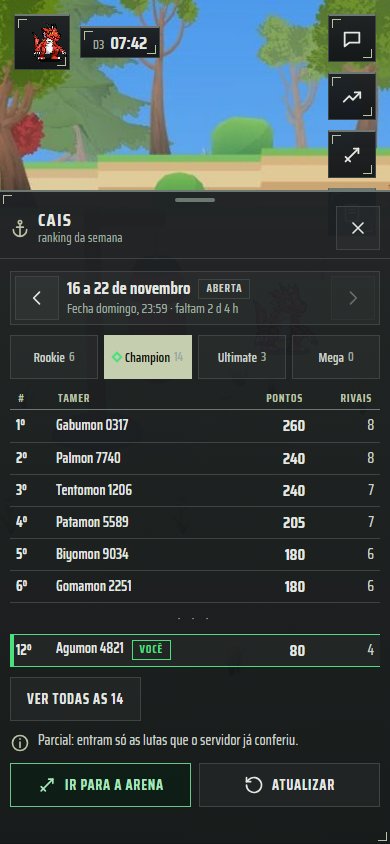 D3 07:42
CAIS
ranking da semana
16 a 22 de novembro ABERTA
Fecha domingo, 23:59 · faltam 2 d 4 h
Rookie 6 Champion 14 Ultimate 3 Mega 0
# TAMER PONTOS RIVAIS
1º Gabumon 0317 260 8
2º Palmon 7740 240 8
3º Tentomon 1206 240 7
4º Patamon 5589 205 7
5º Biyomon 9034 180 6
6º Gomamon 2251 180 6
· · ·
12º Agumon 4821 VOCÊ 80 4
VER TODAS AS 14
Parcial: entram só as lutas que o servidor já conferiu.
IR PARA A ARENA ATUALIZAR